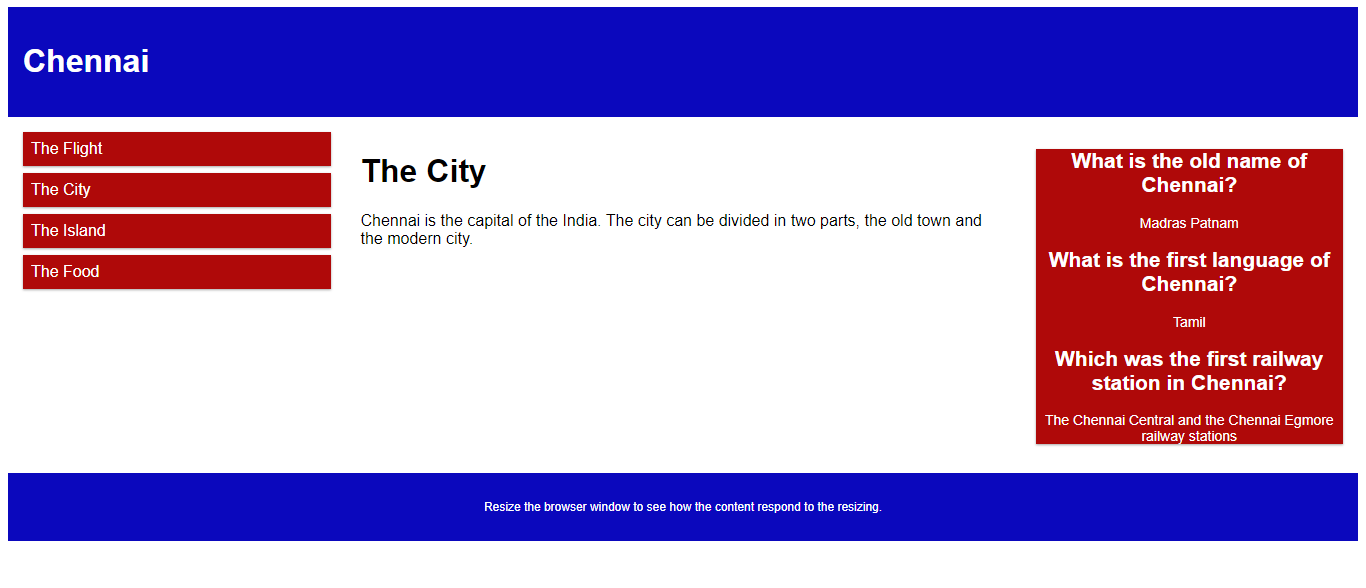 Chennai
The Flight
The City
The Island
The Food
The City
Chennai is the capital of the India. The city can be divided in two parts, the old town and
the modern city.
What is the old name of
Chennai?
Madras Patnam
What is the first language of
Chennai?
Tamil
Which was the first railway
station in Chennai?
The Chennai Central and the Chennai Egmore
railway stations
Resize the browser window to see how the content respond to the resizing.